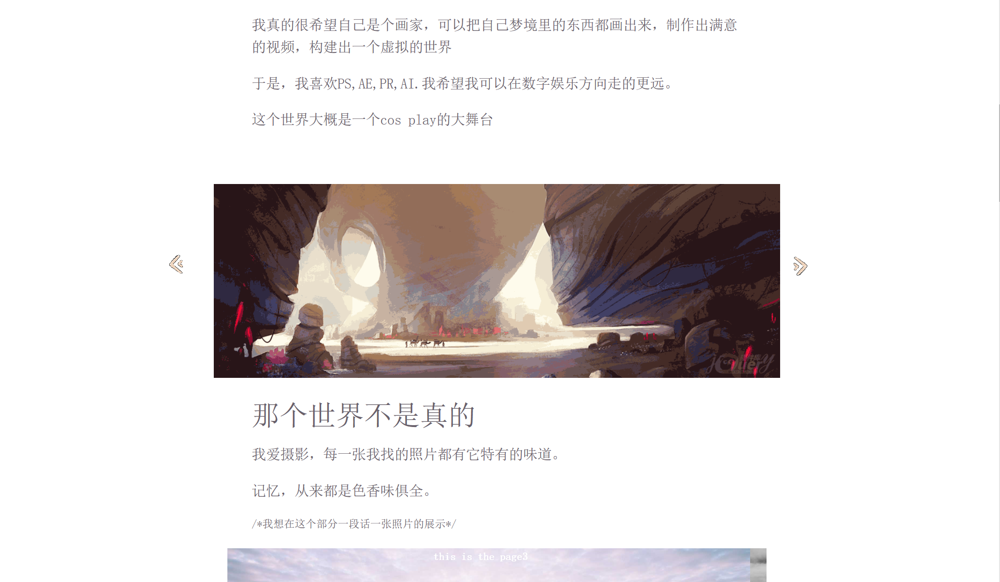 我真的很希望自己是个画家，可以把自己梦境里的东西都画出来，制作出满意
的视频，构建出一个虚拟的世界
于是，我喜欢PS,AE,PR,AI.我希望我可以在数字娱乐方向走的更远。
这个世界大概是一个cos play的大舞台
那个世界不是真的
我爱摄影，每一张我找的照片都有它特有的味道。
记忆，从来都是色香味俱全。
/*我想在这个部分一段话一张照片的展示*/
this is the page3